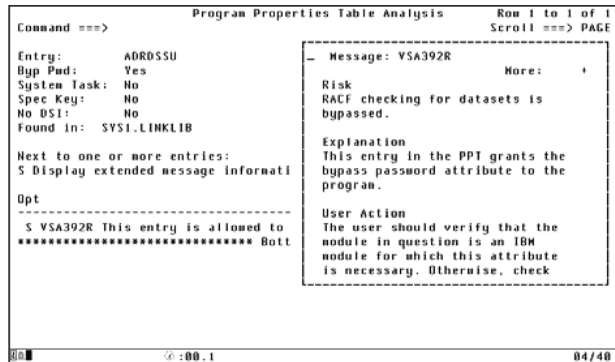 Program Properties Table Analysis Row 1 to 1 of 1
Command ===> Scroll ===> PAGE
Entry: ADRDSSU
Byp Pwd: Yes
System Task: No
Spec Key: No
No DSI: No
Found in: SYS1.LINKLIB
Next to one or more entries:
S Display extended message informati
Opt
S VSA392R This entry is allowed to
******************************* Bott
_ Message: VSA392R
More: +
Risk
RACF checking for datasets is
bypassed.
Explanation
This entry in the PPT grants the
bypass password attribute to the
program.
User Action
The user should verify that the
module in question is an IBM
module for which this attribute
is necessary. Otherwise, check
:00.1 04/40